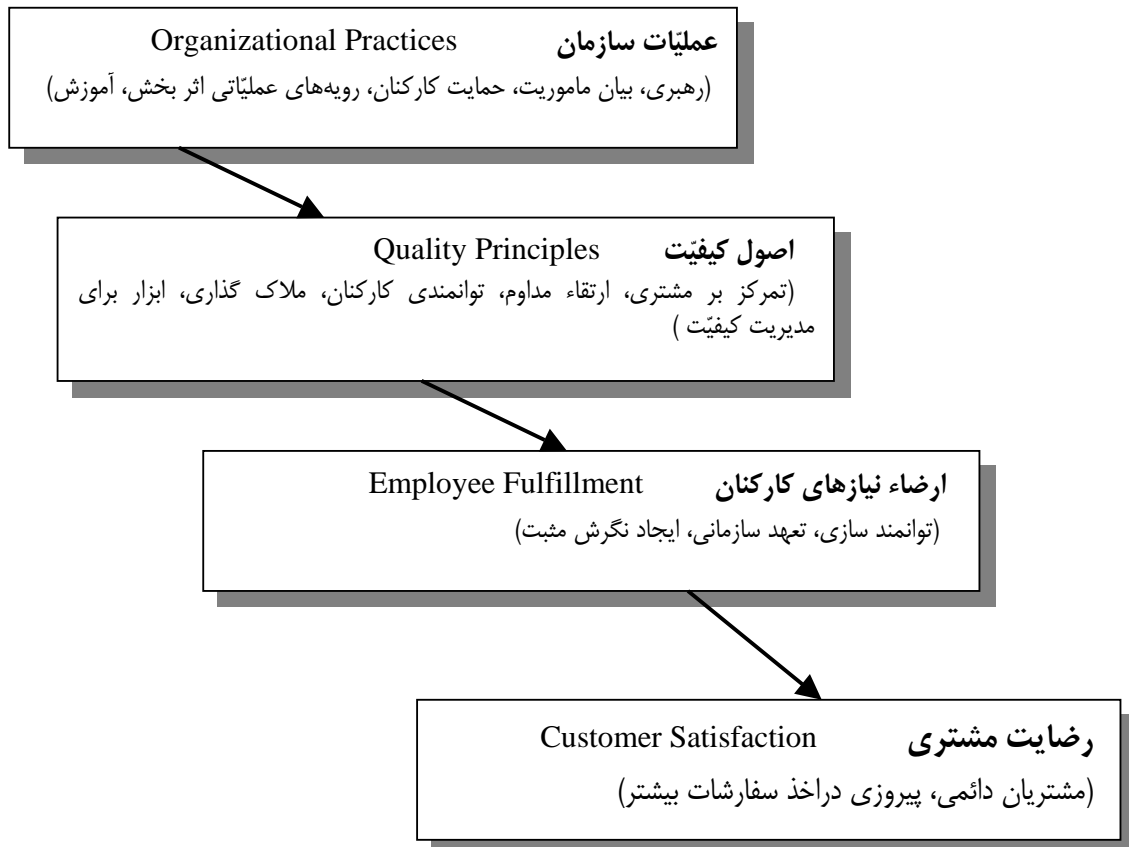 عملیّات سازمان Organizational Practices
(رهبری، بیان ماموریت، حمایت کارکنان، رویه‌های عملیّاتی اثر بخش، آموزش)
اصول کیفیّت Quality Principles
(تمرکز بر مشتری، ارتقاء مداوم، توانمندی کارکنان، ملاک گذاری، ابزار برای
مدیریت کیفیّت )
ارضاء نیازهای کارکنان Employee Fulfillment
(توانمند سازی، تعهد سازمانی، ایجاد نگرش مثبت)
رضایت مشتری Customer Satisfaction
(مشتریان دائمی، پیروزی دراخذ سفارشات بیشتر)